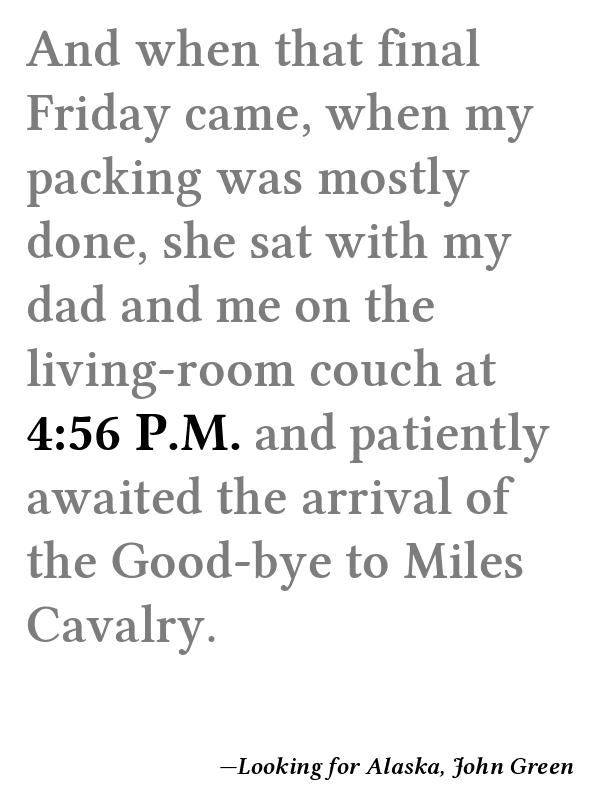 And when that final
Friday came, when my
packing was mostly
done, she sat with my
dad and me on the
living-room couch at
4:56 P.M. and patiently
awaited the arrival of
the Good-bye to Miles
Cavalry.
—Looking for Alaska, John Green